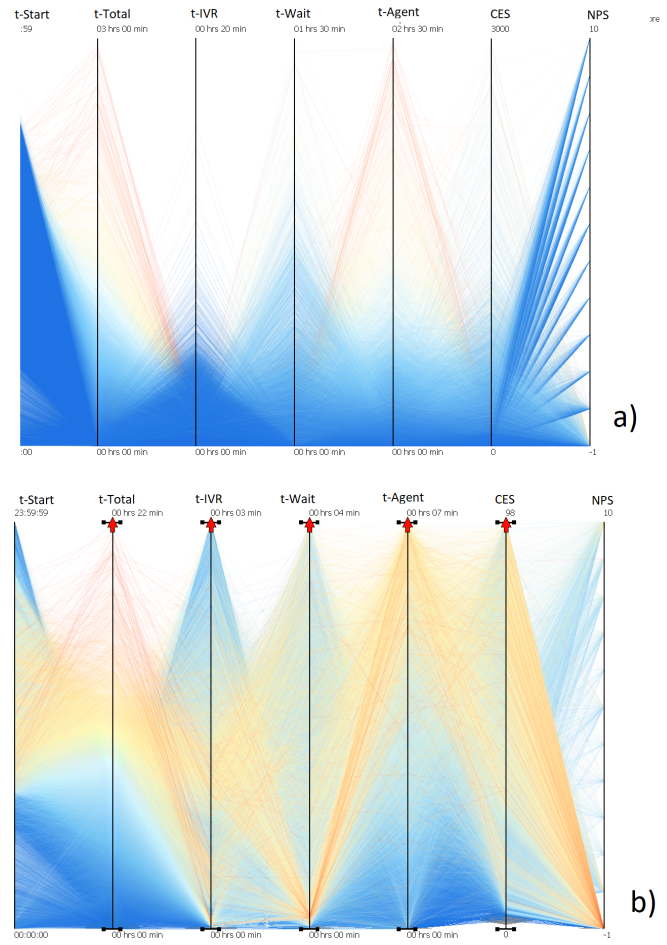 t-Start t-Total t-IVR t-Wait t-Agent CES NPS
:59 03 hrs 00 min 00 hrs 20 min 01 hrs 30 min 02 hrs 30 min 3000 10
:00 00 hrs 00 min 00 hrs 00 min 00 hrs 00 min 00 hrs 00 min 0 -1
a)
t-Start t-Total t-IVR t-Wait t-Agent CES NPS
23:59:59 00 hrs 22 min 00 hrs 03 min 00 hrs 04 min 00 hrs 07 min 98 10
00:00:00 00 hrs 00 min 00 hrs 00 min 00 hrs 00 min 00 hrs 00 min 0 -1
b)